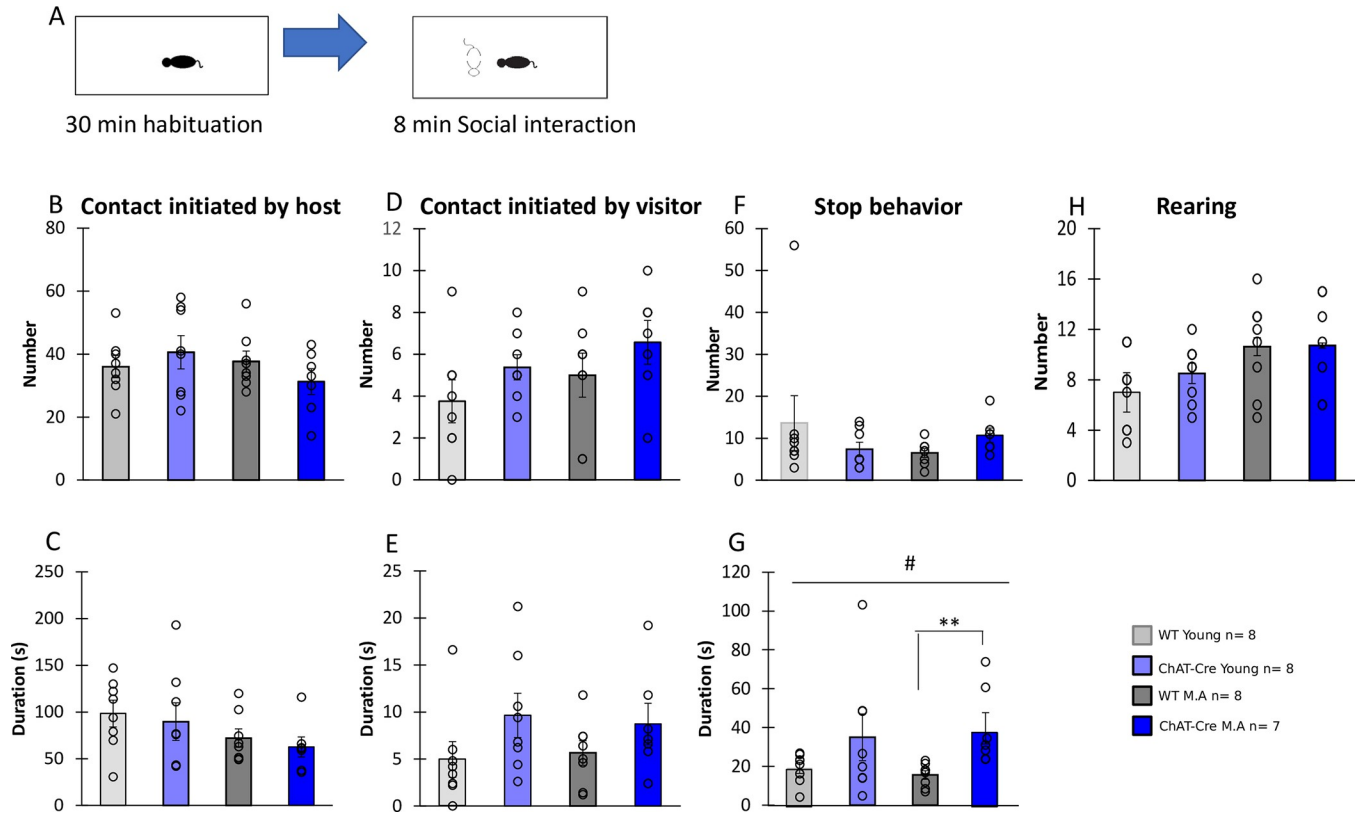 A
30 min habituation
8 min Social interaction
B
Contact initiated by host
Number
80
60
40
20
0
D
Contact initiated by visitor
Number
12
10
8
6
4
2
0
F
Stop behavior
Number
60
50
40
30
20
10
0
H
Rearing
Number
20
16
12
8
4
0
C
Duration (s)
250
200
150
100
50
0
E
Duration (s)
25
20
15
10
5
0
G
Duration (s)
120
100
80
60
40
20
0
#
**
WT Young n= 8
ChAT-Cre Young n= 8
WT M.A n= 8
ChAT-Cre M.A n= 7